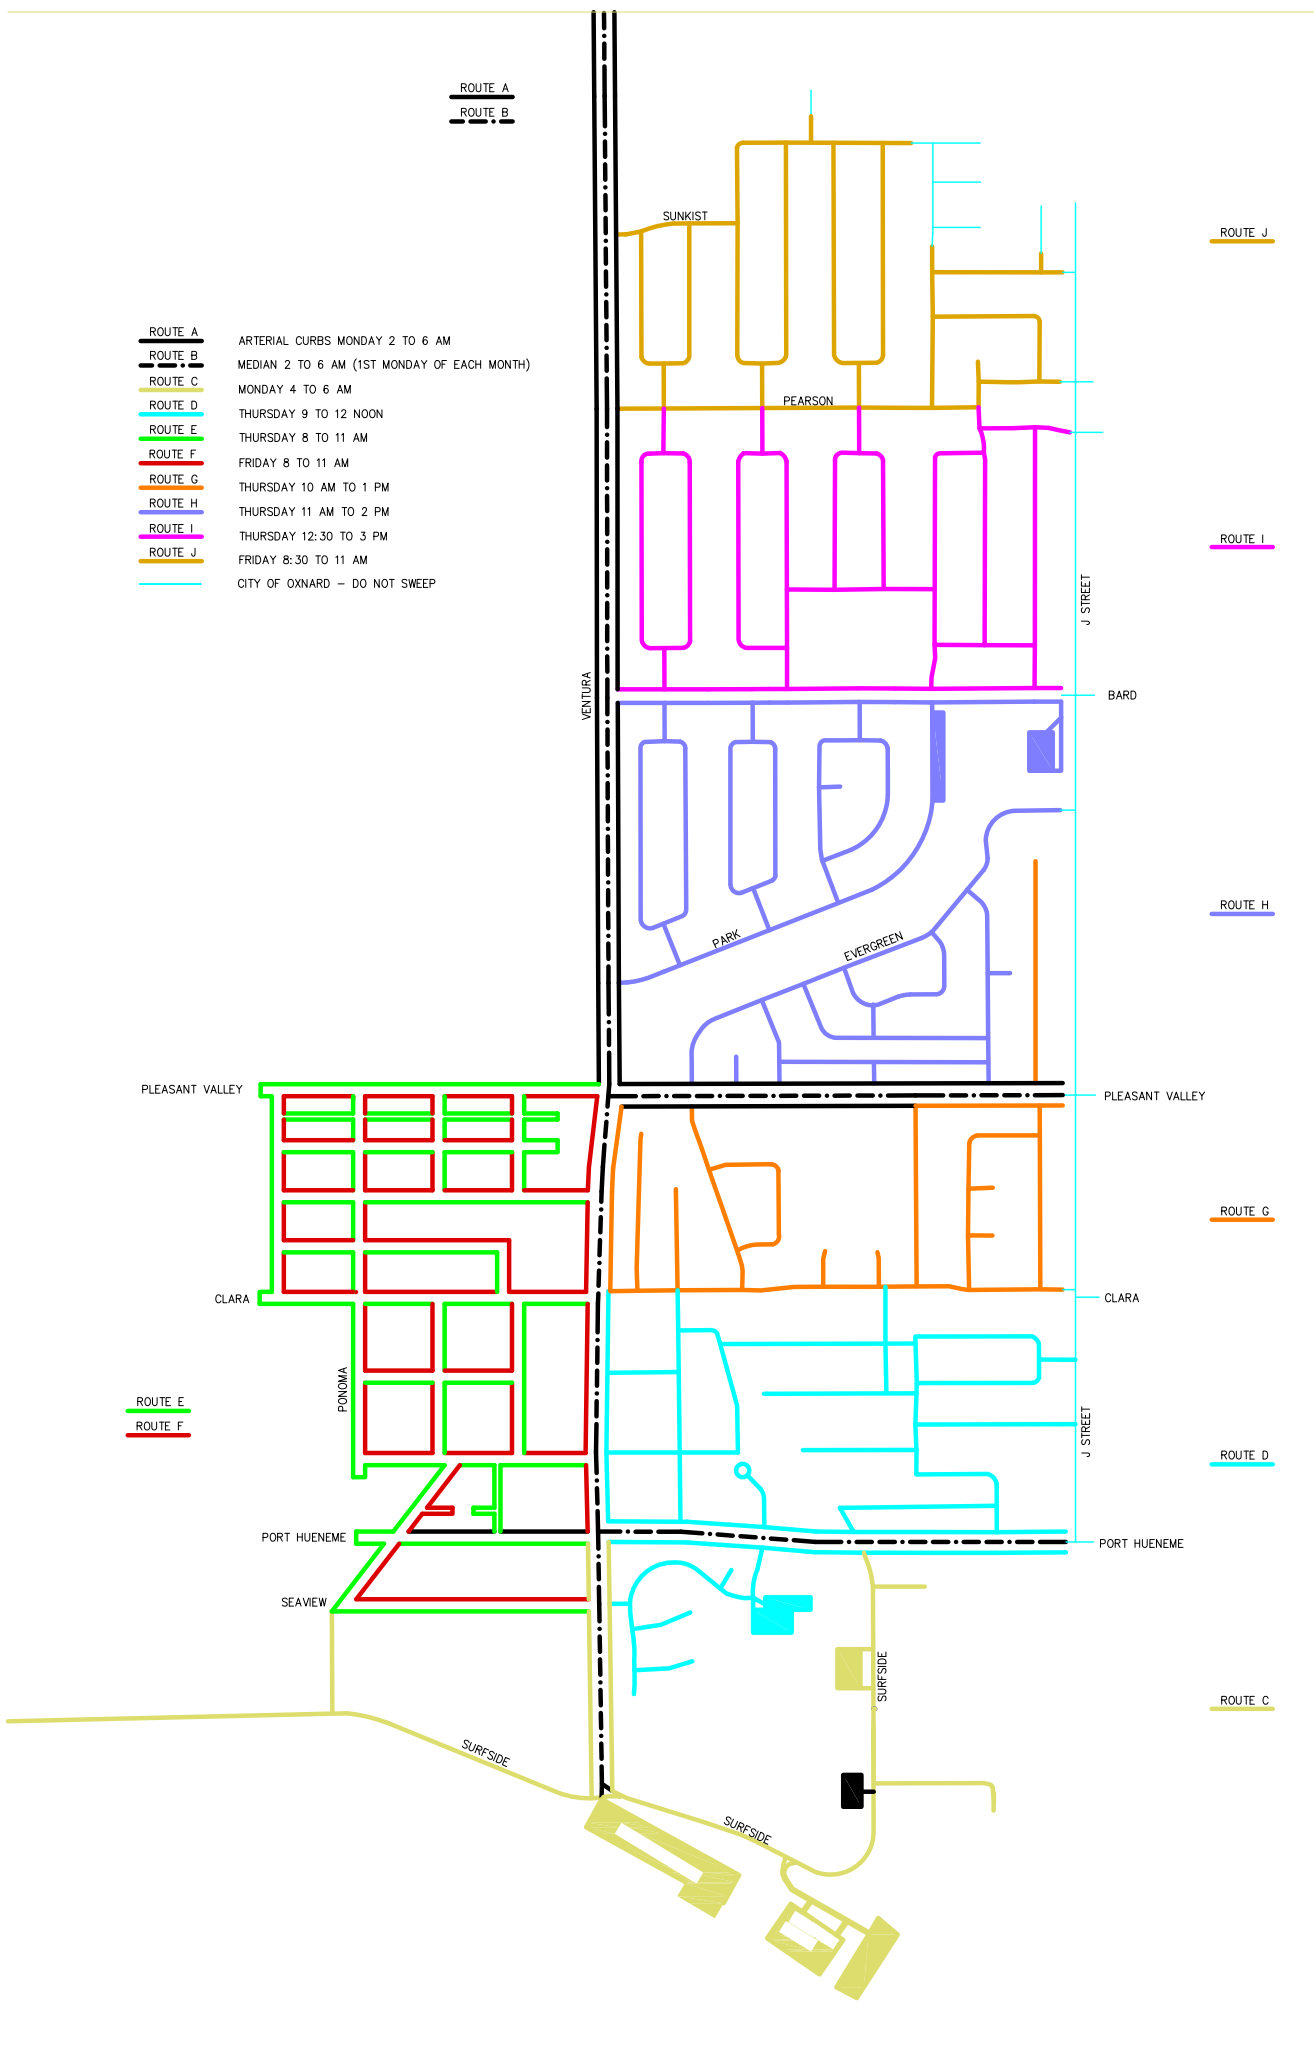 ROUTE A
ROUTE B
SUNKIST
ROUTE J
ROUTE A ARTERIAL CURBS MONDAY 2 TO 6 AM
ROUTE B MEDIAN 2 TO 6 AM (1ST MONDAY OF EACH MONTH)
ROUTE C MONDAY 4 TO 6 AM
ROUTE D THURSDAY 9 TO 12 NOON
ROUTE E THURSDAY 8 TO 11 AM
ROUTE F FRIDAY 8 TO 11 AM
ROUTE G THURSDAY 10 AM TO 1 PM
ROUTE H THURSDAY 11 AM TO 2 PM
ROUTE I THURSDAY 12:30 TO 3 PM
ROUTE J FRIDAY 8:30 TO 11 AM
CITY OF OXNARD – DO NOT SWEEP
PEARSON
ROUTE I
J STREET
VENTURA
BARD
ROUTE H
PARK
EVERGREEN
PLEASANT VALLEY
PLEASANT VALLEY
ROUTE G
CLARA
CLARA
PONOMA
ROUTE E
ROUTE F
J STREET
ROUTE D
PORT HUENEME
PORT HUENEME
SEAVIEW
SURFSIDE
ROUTE C
SURFSIDE
SURFSIDE